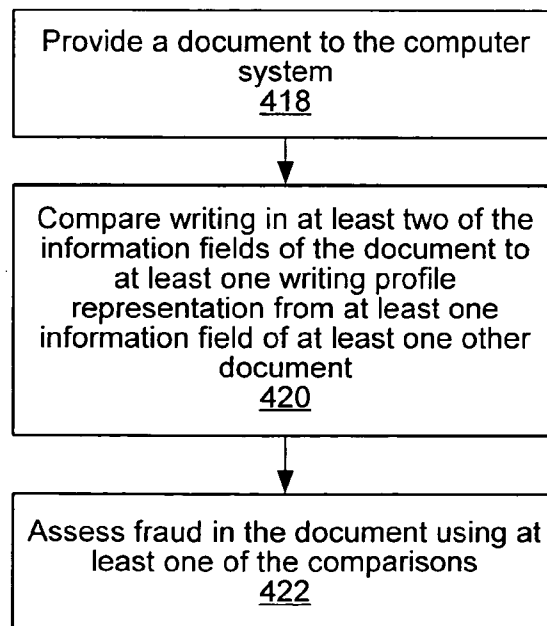 Provide a document to the computer
system
418
Compare writing in at least two of the
information fields of the document to
at least one writing profile
representation from at least one
information field of at least one other
document
420
Assess fraud in the document using at
least one of the comparisons
422